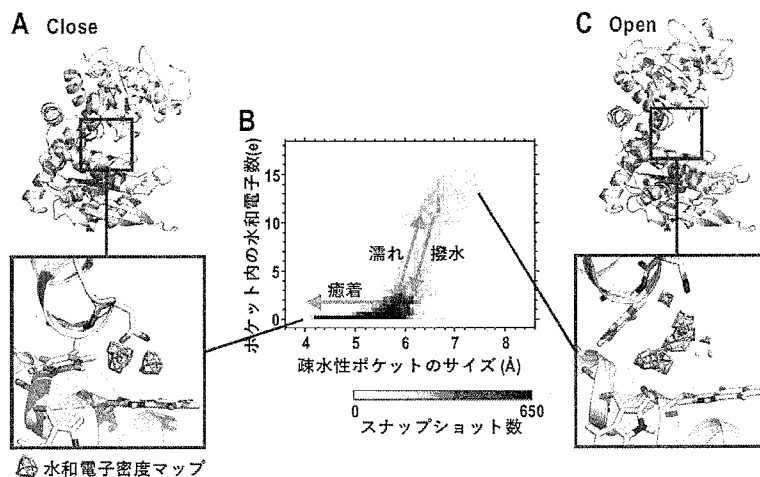 A Close
C Open
B
ポケット内の水和電子数(e)
15
10
5
0
濡れ
撥水
癒着
4 5 6 7 8
疎水性ポケットのサイズ(Å)
0 650
スナップショット数
水和電子密度マップ